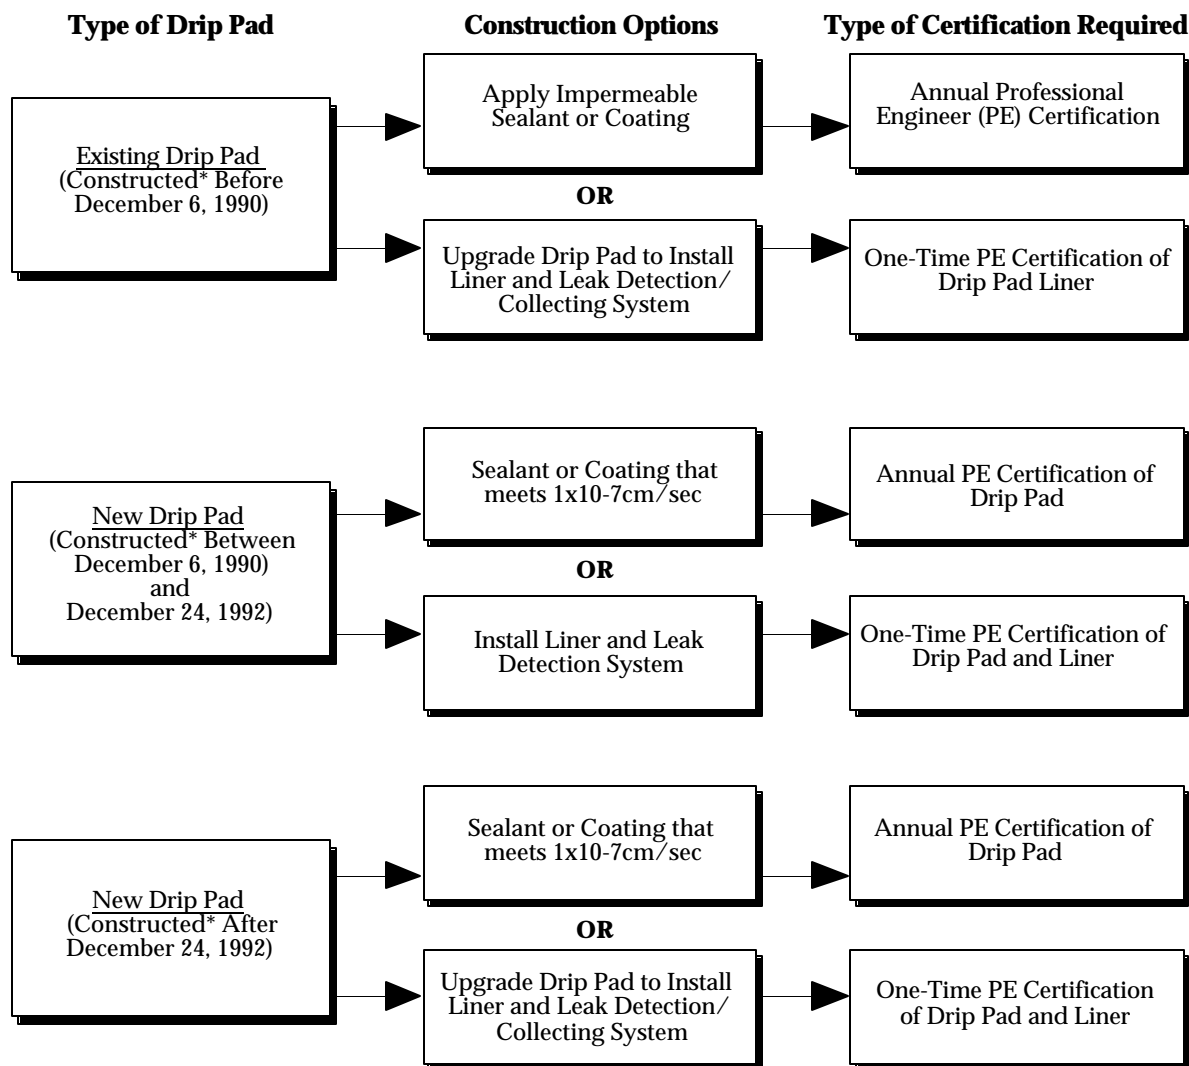 Type of Drip Pad
Construction Options
Type of Certification Required
Existing Drip Pad
(Constructed* Before
December 6, 1990)
Apply Impermeable
Sealant or Coating
Annual Professional
Engineer (PE) Certification
OR
Upgrade Drip Pad to Install
Liner and Leak Detection/
Collecting System
One-Time PE Certification of
Drip Pad Liner
New Drip Pad
(Constructed* Between
December 6, 1990)
and
December 24, 1992)
Sealant or Coating that
meets 1x10-7cm/sec
Annual PE Certification of
Drip Pad
OR
Install Liner and Leak
Detection System
One-Time PE Certification of
Drip Pad and Liner
New Drip Pad
(Constructed* After
December 24, 1992)
Sealant or Coating that
meets 1x10-7cm/sec
Annual PE Certification of
Drip Pad
OR
Upgrade Drip Pad to Install
Liner and Leak Detection/
Collecting System
One-Time PE Certification
of Drip Pad and Liner